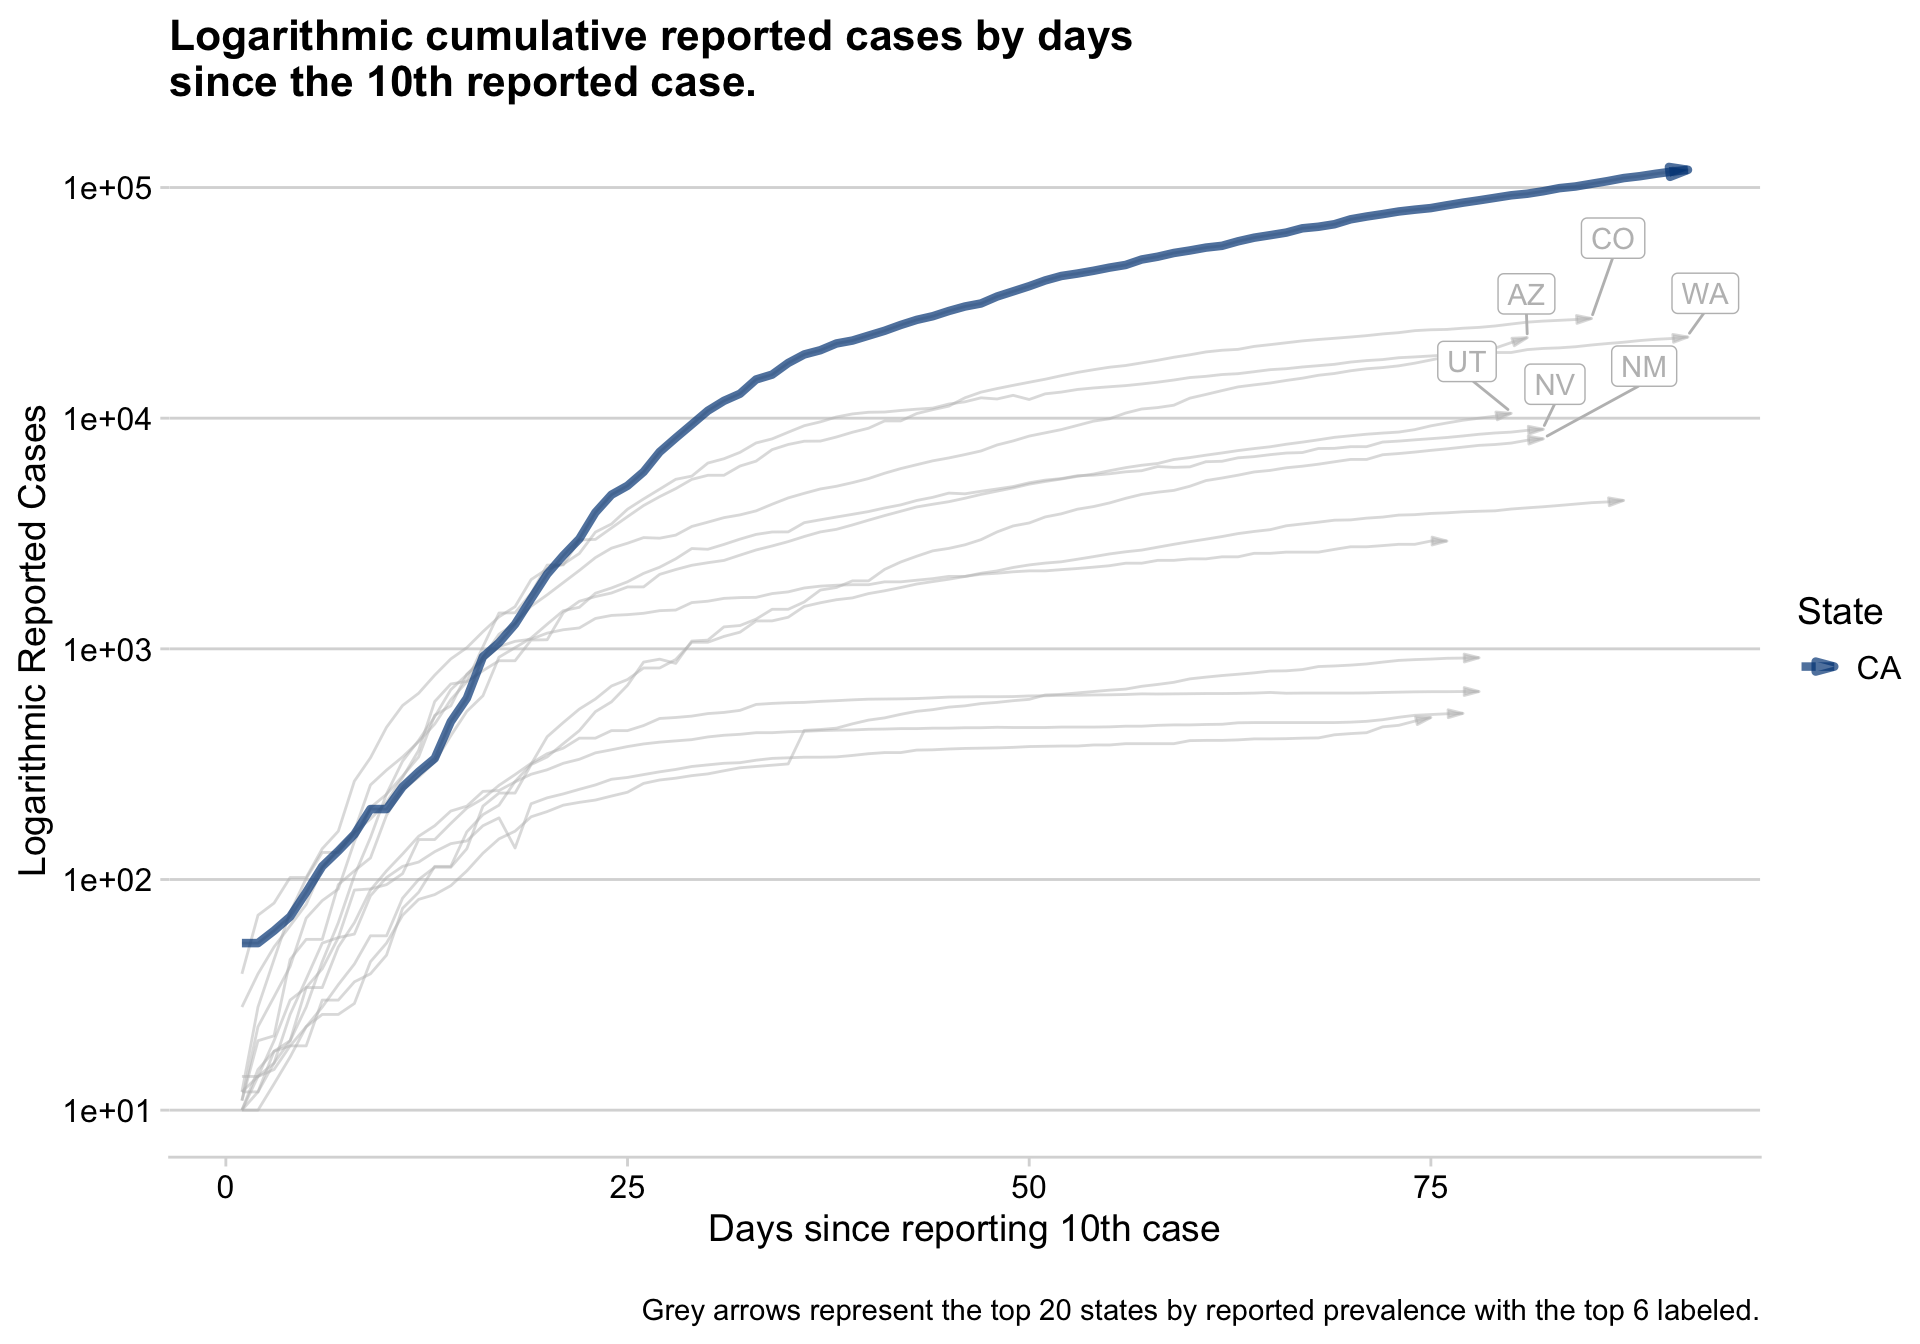 Logarithmic cumulative reported cases by days
since the 10th reported case.
Logarithmic Reported Cases
1e+05
1e+04
1e+03
1e+02
1e+01
CO
AZ
WA
UT
NV
NM
State
CA
0
25
50
75
Days since reporting 10th case
Grey arrows represent the top 20 states by reported prevalence with the top 6 labeled.